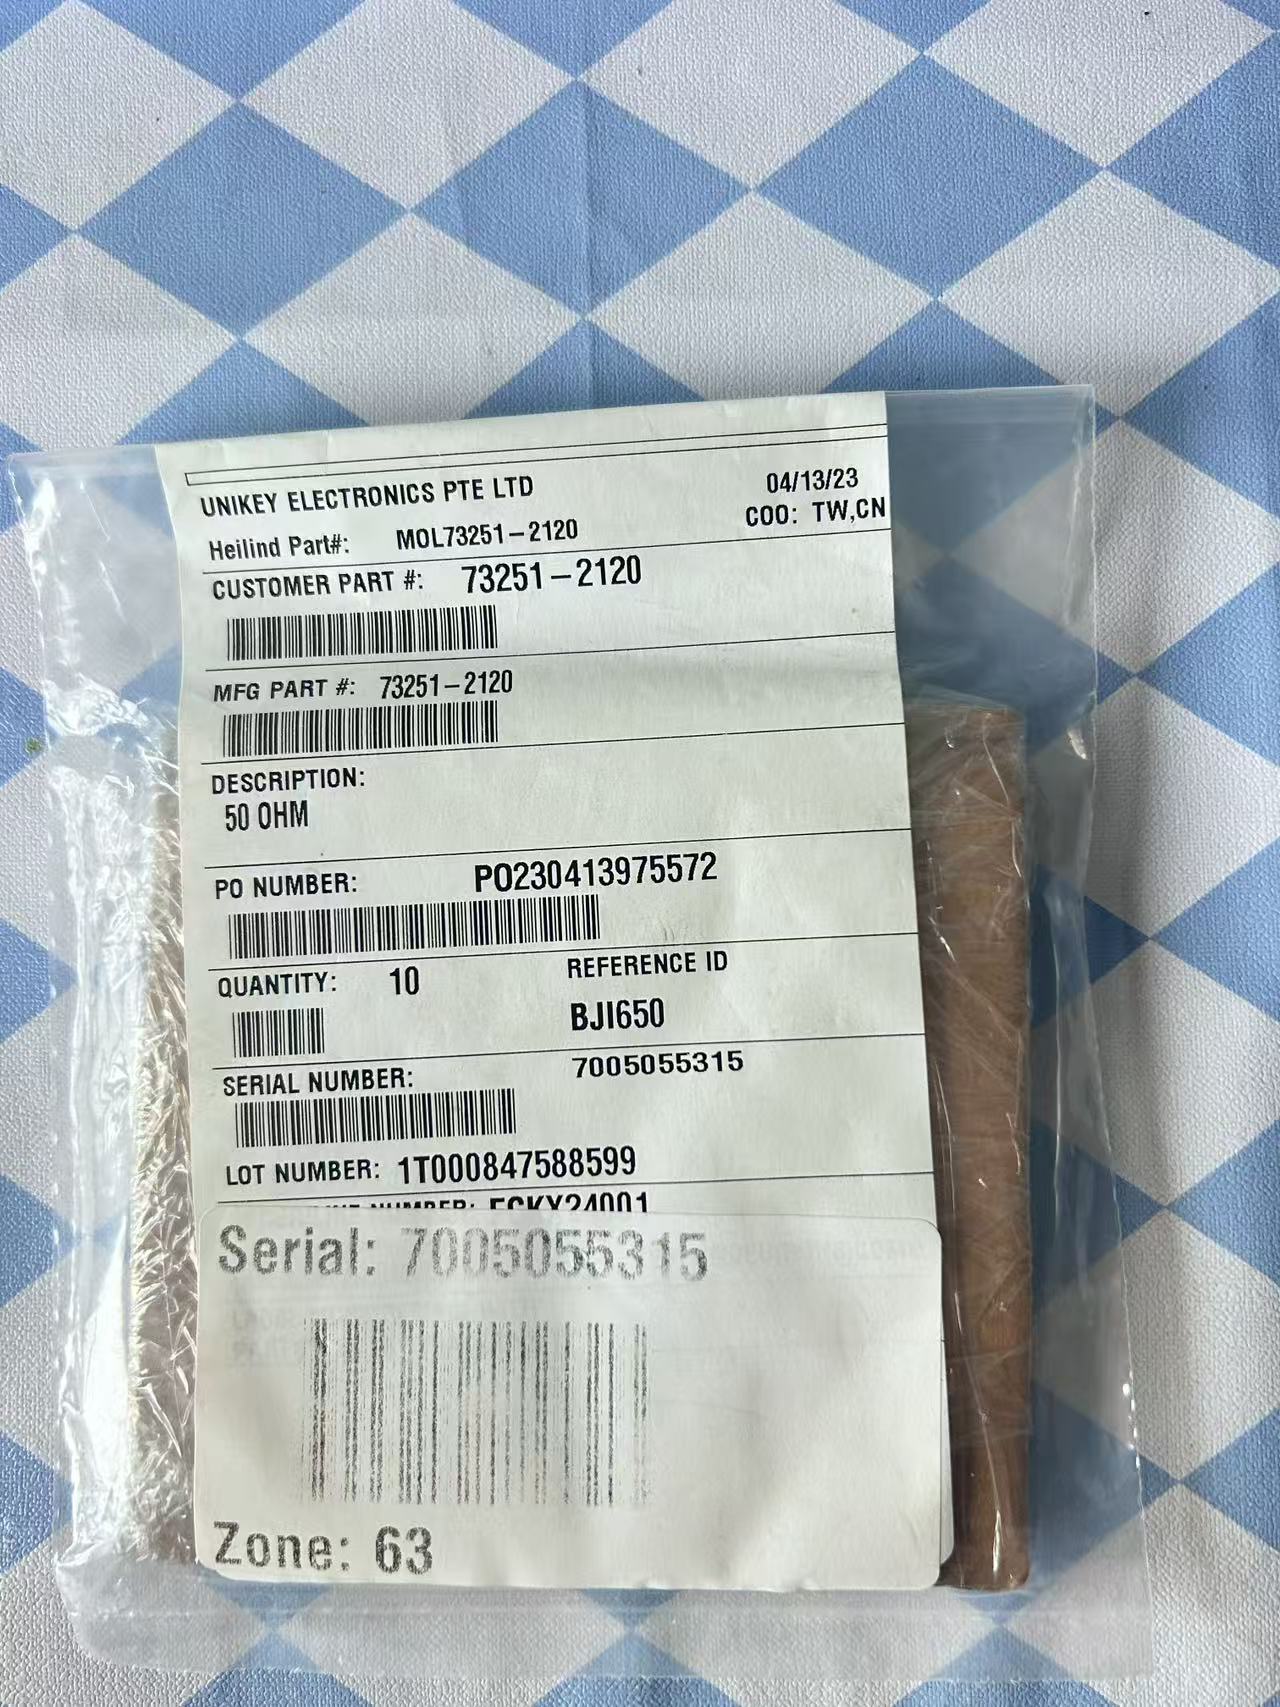 UNIKEY ELECTRONICS PTE LTD
04/13/23
Heilind Part#: MOL73251-2120
COO: TW,CN
CUSTOMER PART #: 73251-2120
MFG PART #: 73251-2120
DESCRIPTION:
50 OHM
PO NUMBER: PO230413975572
QUANTITY: 10
REFERENCE ID
BJI650
SERIAL NUMBER: 7005055315
LOT NUMBER: 1T000847588599
NUMBER: ECKY24001
Serial: 7005055315
Zone: 63